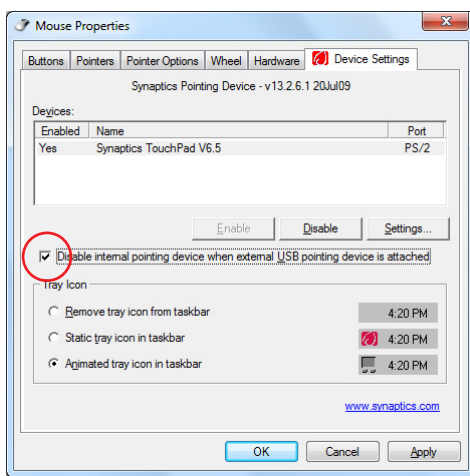 Mouse Properties
Buttons Pointers Pointer Options Wheel Hardware Device Settings
Synaptics Pointing Device - v13.2.6.1 20Jul09
Devices:
Enabled Name Port
Yes Synaptics TouchPad V6.5 PS/2
Enable Disable Settings...
Disable internal pointing device when external USB pointing device is attached
Tray Icon
Remove tray icon from taskbar 4:20 PM
Static tray icon in taskbar 4:20 PM
Animated tray icon in taskbar 4:20 PM
www.synaptics.com
OK Cancel Apply